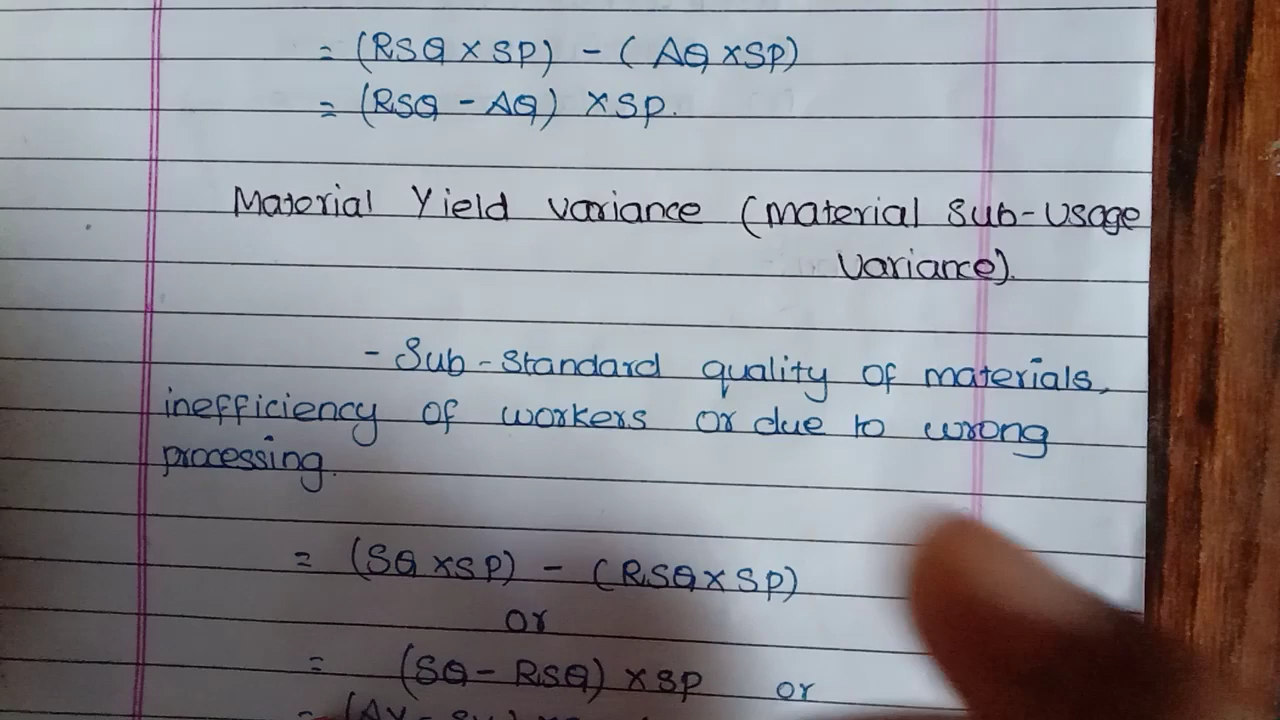 = (RSQ × SP) - ( AQ × SP)
= (RSQ - AQ) × SP.
Material Yield variance (material Sub-Usage
Variance).
- Sub-Standard quality of materials,
inefficiency of workers or due to wrong
processing.
= (SQ × SP) - (RSQ × SP)
or
= (SQ - RSQ) × SP or